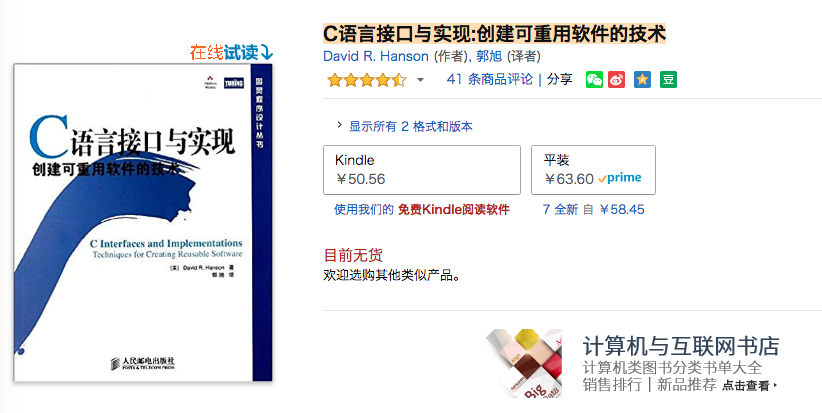 在线试读
图灵程序设计丛书
TURING
C语言接口与实现
创建可重用软件的技术
C Interfaces and Implementations
Techniques for Creating Reusable Software
[美] David R. Hanson 著
郭旭 译
人民邮电出版社
POSTS & TELECOM PRESS
C语言接口与实现:创建可重用软件的技术
David R. Hanson (作者), 郭旭 (译者)
41 条商品评论 | 分享
豆
显示所有 2 格式和版本
Kindle
¥50.56
平装
¥63.60 prime
使用我们的 免费Kindle阅读软件
7 全新 自 ¥58.45
目前无货
欢迎选购其他类似产品。
Big
计算机与互联网书店
计算机类图书分类书单大全
销售排行 | 新品推荐 点击查看